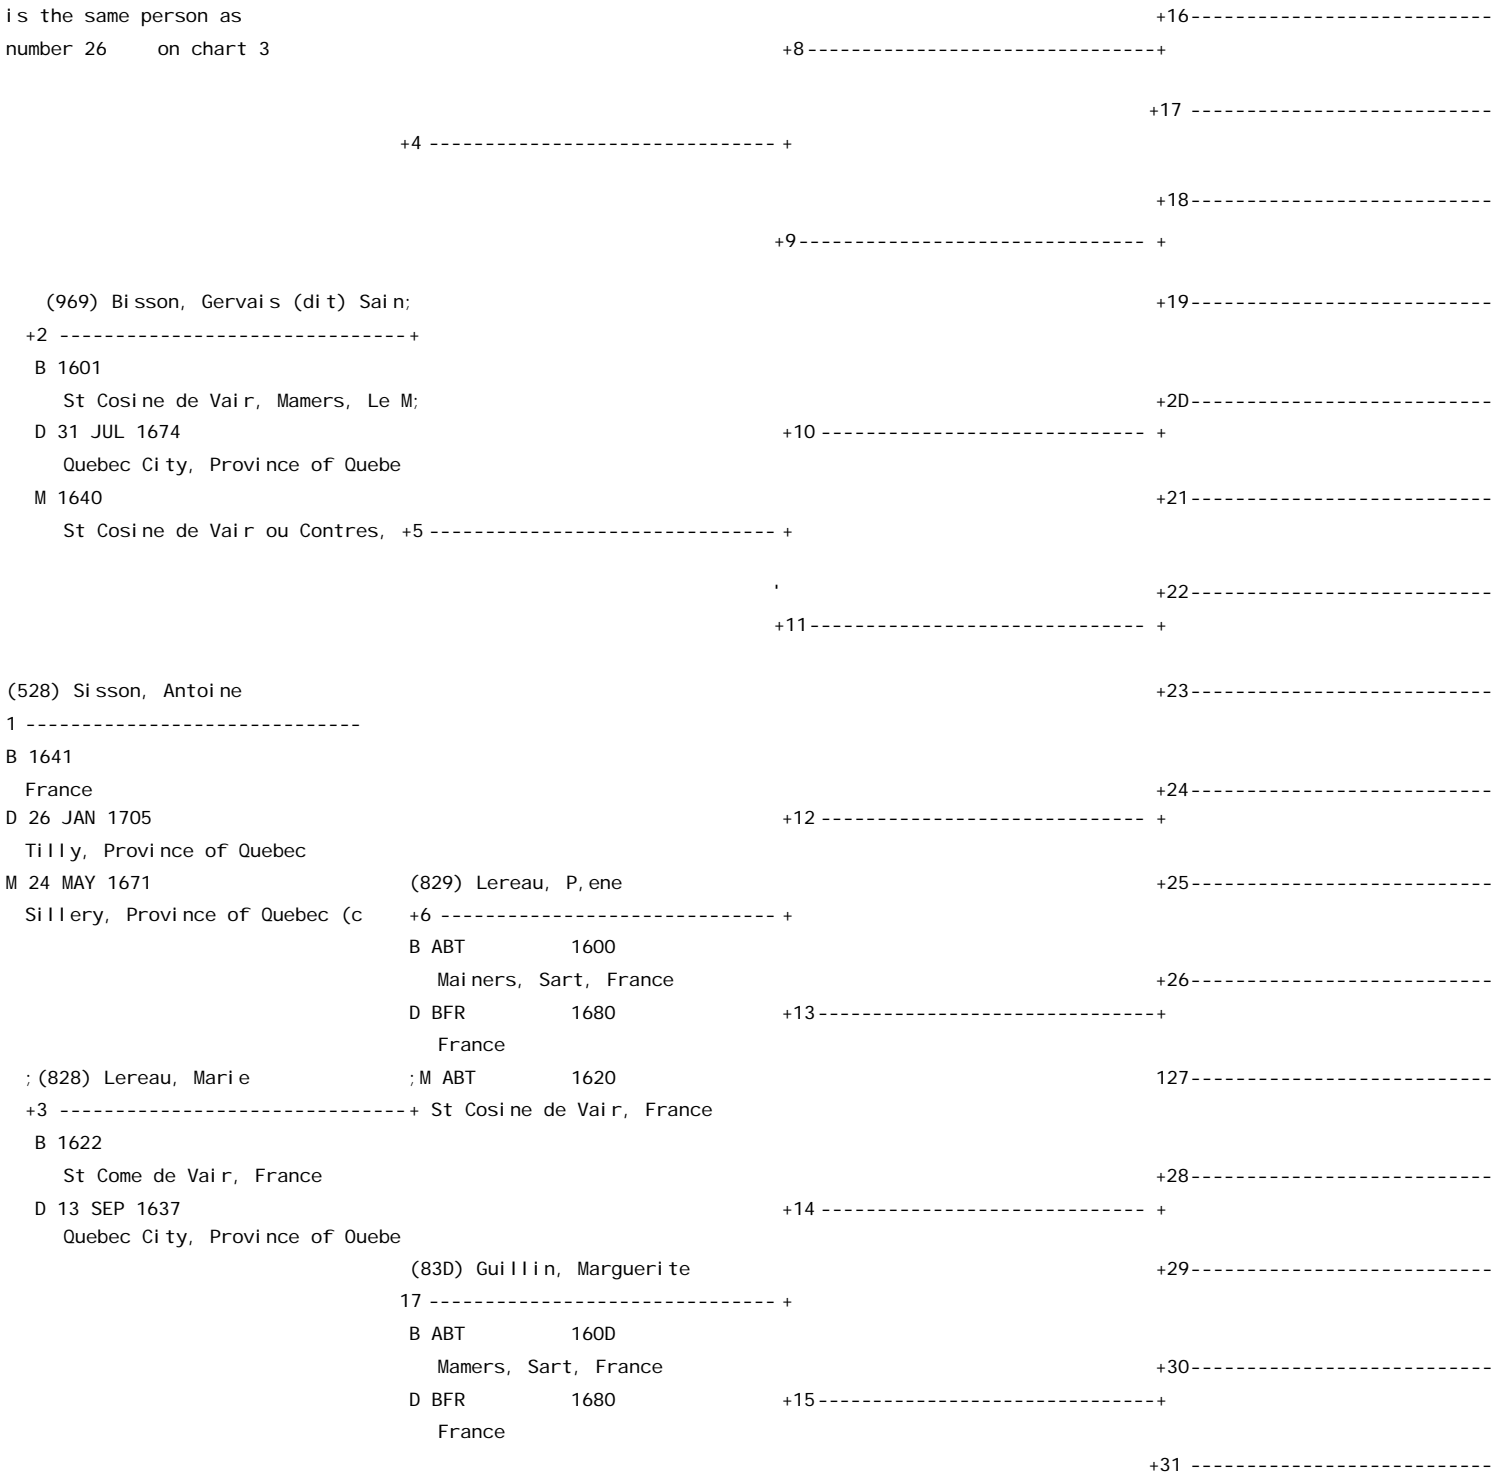 is the same person as +16---------------------------
number 26 on chart 3 +8--------------------------------+
+17 ---------------------------
+4 ------------------------------- +
+18---------------------------
+9------------------------------- +
(969) Bisson, Gervais (dit) Sain; +19---------------------------
+2 -------------------------------+
B 1601
St Cosine de Vair, Mamers, Le M; +2D---------------------------
D 31 JUL 1674 +10 ----------------------------- +
Quebec City, Province of Quebe
M 1640 +21---------------------------
St Cosine de Vair ou Contres, +5------------------------------- +
' +22---------------------------
+11------------------------------ +
(528) Sisson, Antoine +23---------------------------
1 ------------------------------
B 1641
France +24---------------------------
D 26 JAN 1705 +12 ----------------------------- +
Tilly, Province of Quebec
M 24 MAY 1671 (829) Lereau, P,ene +25---------------------------
Sillery, Province of Quebec (c +6 ------------------------------ +
B ABT 1600
Mainers, Sart, France +26---------------------------
D BFR 1680 +13-------------------------------+
France
;(828) Lereau, Marie ;M ABT 1620 127---------------------------
+3 -------------------------------+ St Cosine de Vair, France
B 1622
St Come de Vair, France +28---------------------------
D 13 SEP 1637 +14 ----------------------------- +
Quebec City, Province of Ouebe
(83D) Guillin, Marguerite +29---------------------------
17 ------------------------------- +
B ABT 160D
Mamers, Sart, France +30---------------------------
D BFR 1680 +15-------------------------------+
France
+31 ---------------------------